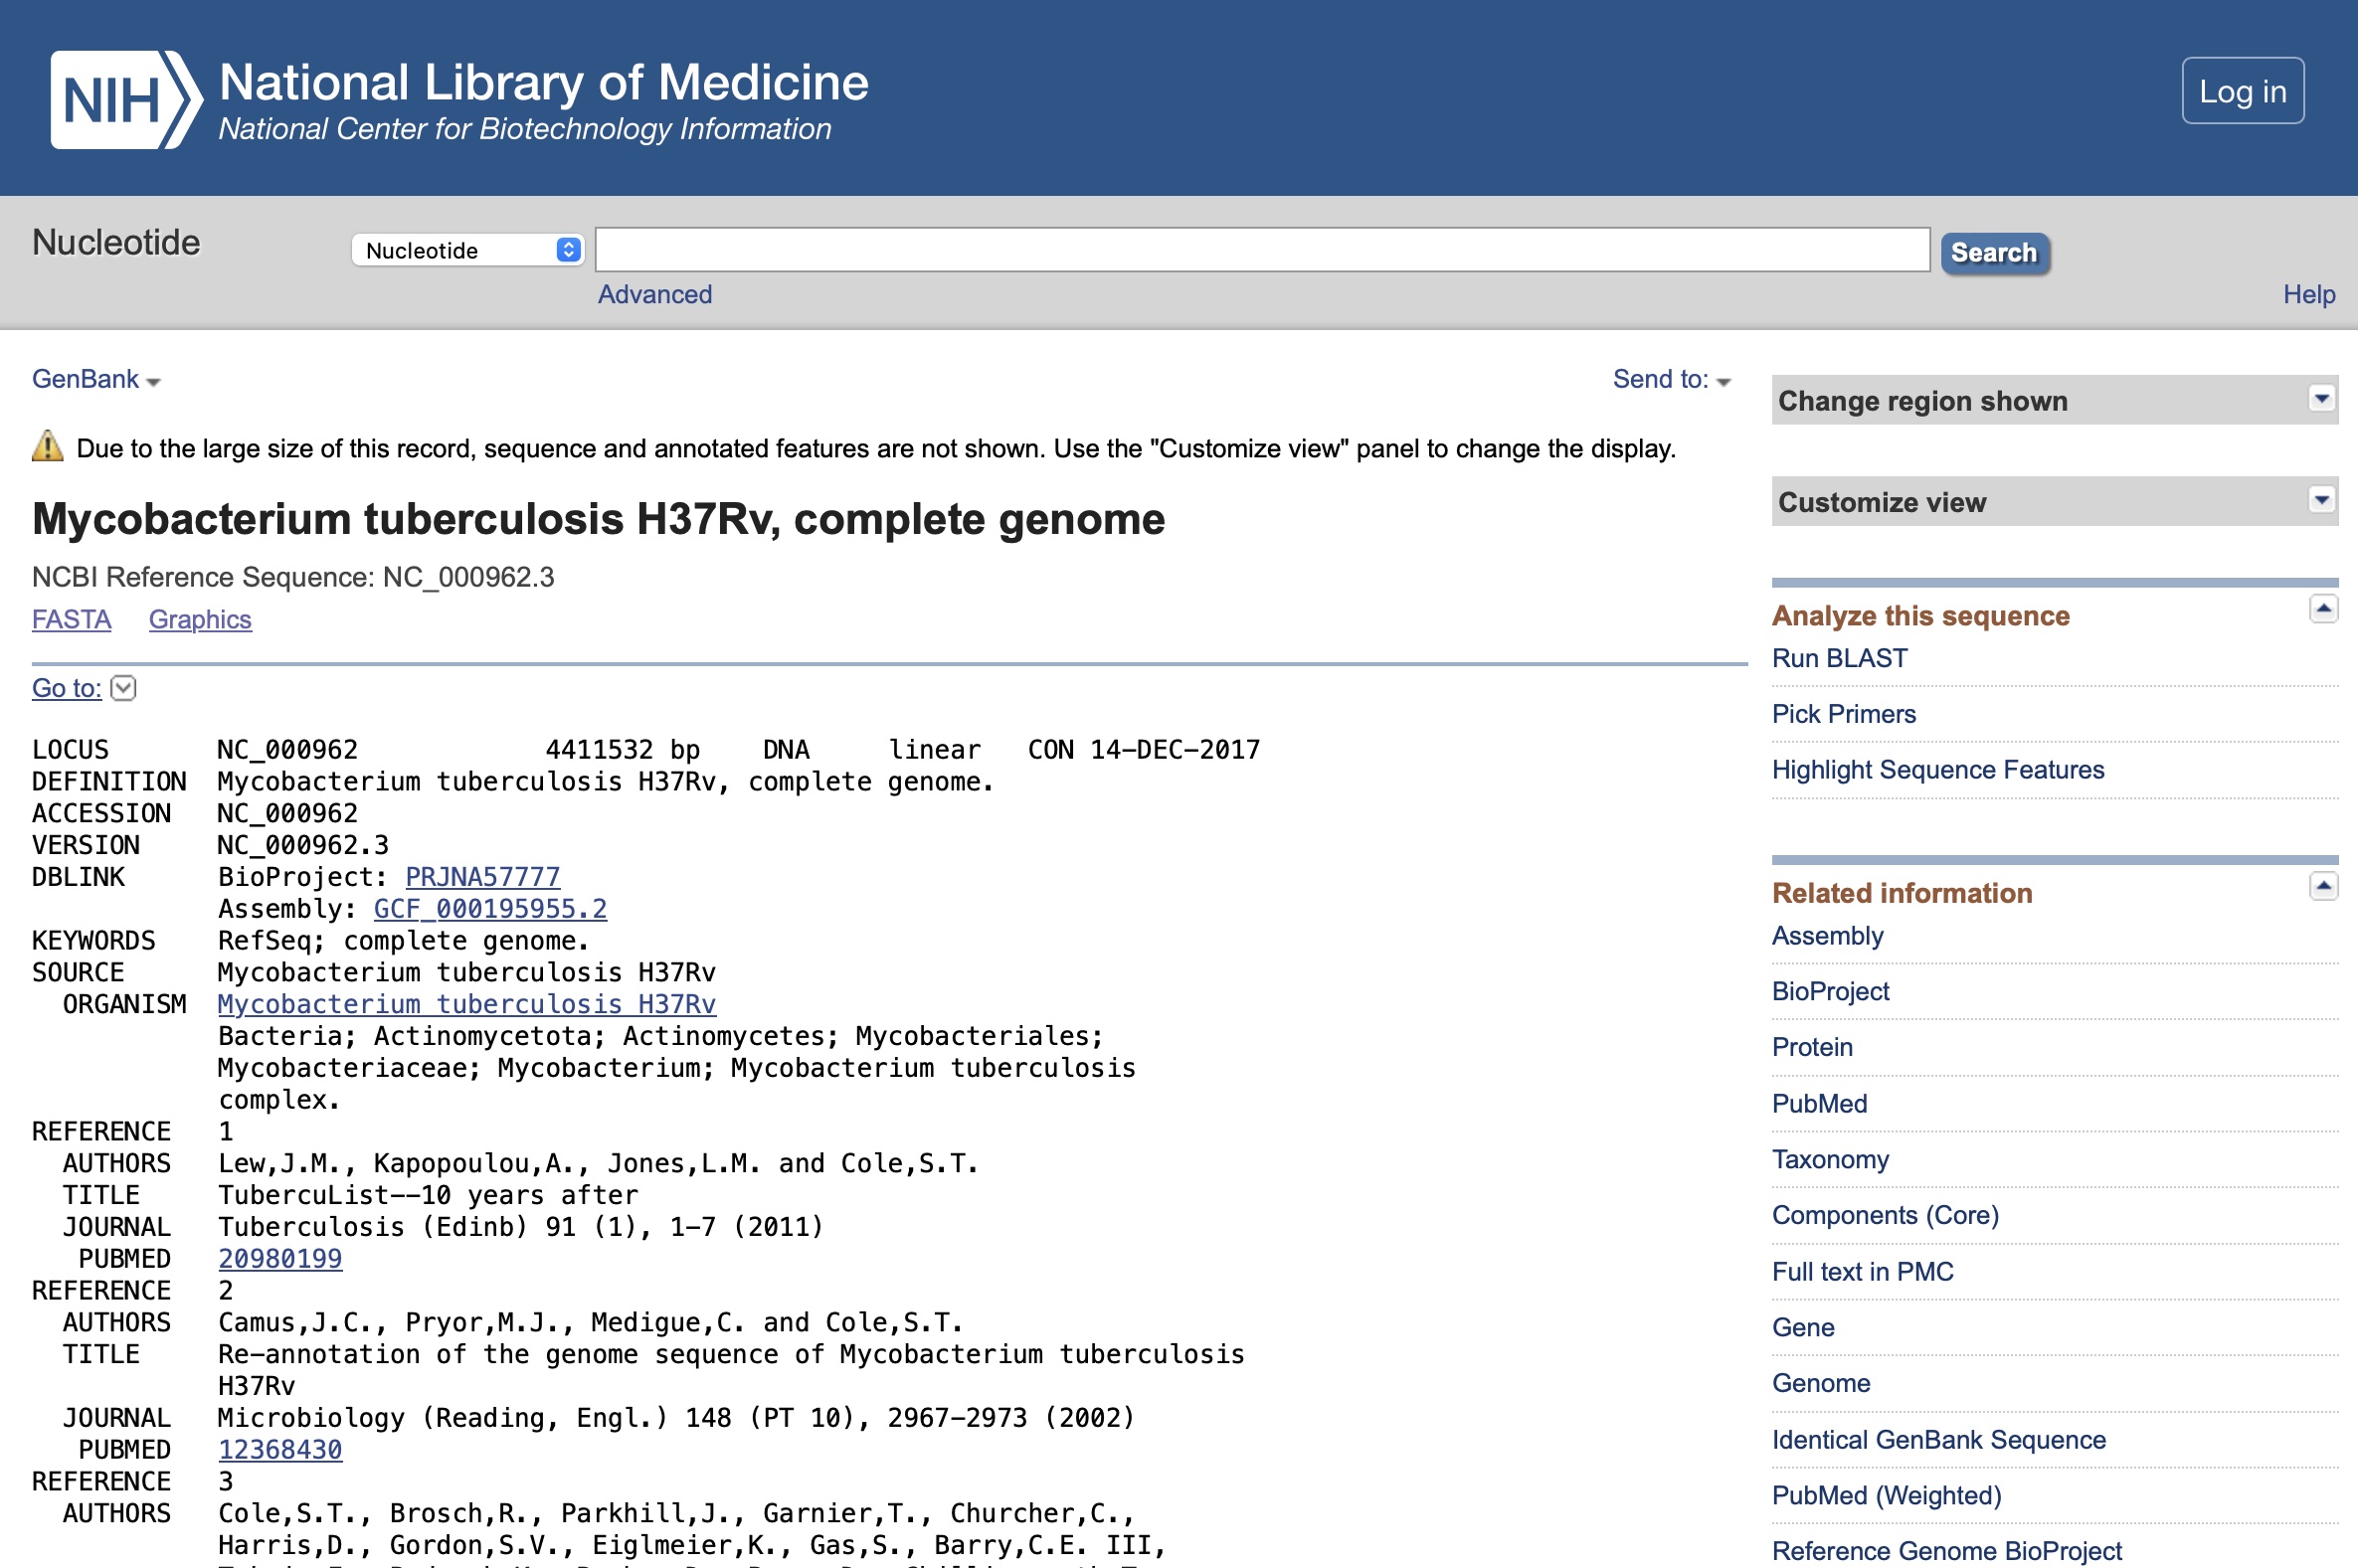 NIH National Library of Medicine
National Center for Biotechnology Information
Log in
Nucleotide
Nucleotide
Search
Advanced
Help
GenBank
Send to:
Due to the large size of this record, sequence and annotated features are not shown. Use the "Customize view" panel to change the display.
Mycobacterium tuberculosis H37Rv, complete genome
NCBI Reference Sequence: NC_000962.3
FASTA Graphics
Go to:
LOCUS NC_000962 4411532 bp DNA linear CON 14-DEC-2017
DEFINITION Mycobacterium tuberculosis H37Rv, complete genome.
ACCESSION NC_000962
VERSION NC_000962.3
DBLINK BioProject: PRJNA57777
Assembly: GCF_000195955.2
KEYWORDS RefSeq; complete genome.
SOURCE Mycobacterium tuberculosis H37Rv
ORGANISM Mycobacterium tuberculosis H37Rv
Bacteria; Actinomycetota; Actinomycetes; Mycobacteriales;
Mycobacteriaceae; Mycobacterium; Mycobacterium tuberculosis
complex.
REFERENCE 1
AUTHORS Lew,J.M., Kapopoulou,A., Jones,L.M. and Cole,S.T.
TITLE TubercuList--10 years after
JOURNAL Tuberculosis (Edinb) 91 (1), 1-7 (2011)
PUBMED 20980199
REFERENCE 2
AUTHORS Camus,J.C., Pryor,M.J., Medigue,C. and Cole,S.T.
TITLE Re-annotation of the genome sequence of Mycobacterium tuberculosis
H37Rv
JOURNAL Microbiology (Reading, Engl.) 148 (PT 10), 2967-2973 (2002)
PUBMED 12368430
REFERENCE 3
AUTHORS Cole,S.T., Brosch,R., Parkhill,J., Garnier,T., Churcher,C.,
Harris,D., Gordon,S.V., Eiglmeier,K., Gas,S., Barry,C.E. III,
Change region shown
Customize view
Analyze this sequence
Run BLAST
Pick Primers
Highlight Sequence Features
Related information
Assembly
BioProject
Protein
PubMed
Taxonomy
Components (Core)
Full text in PMC
Gene
Genome
Identical GenBank Sequence
PubMed (Weighted)
Reference Genome BioProject